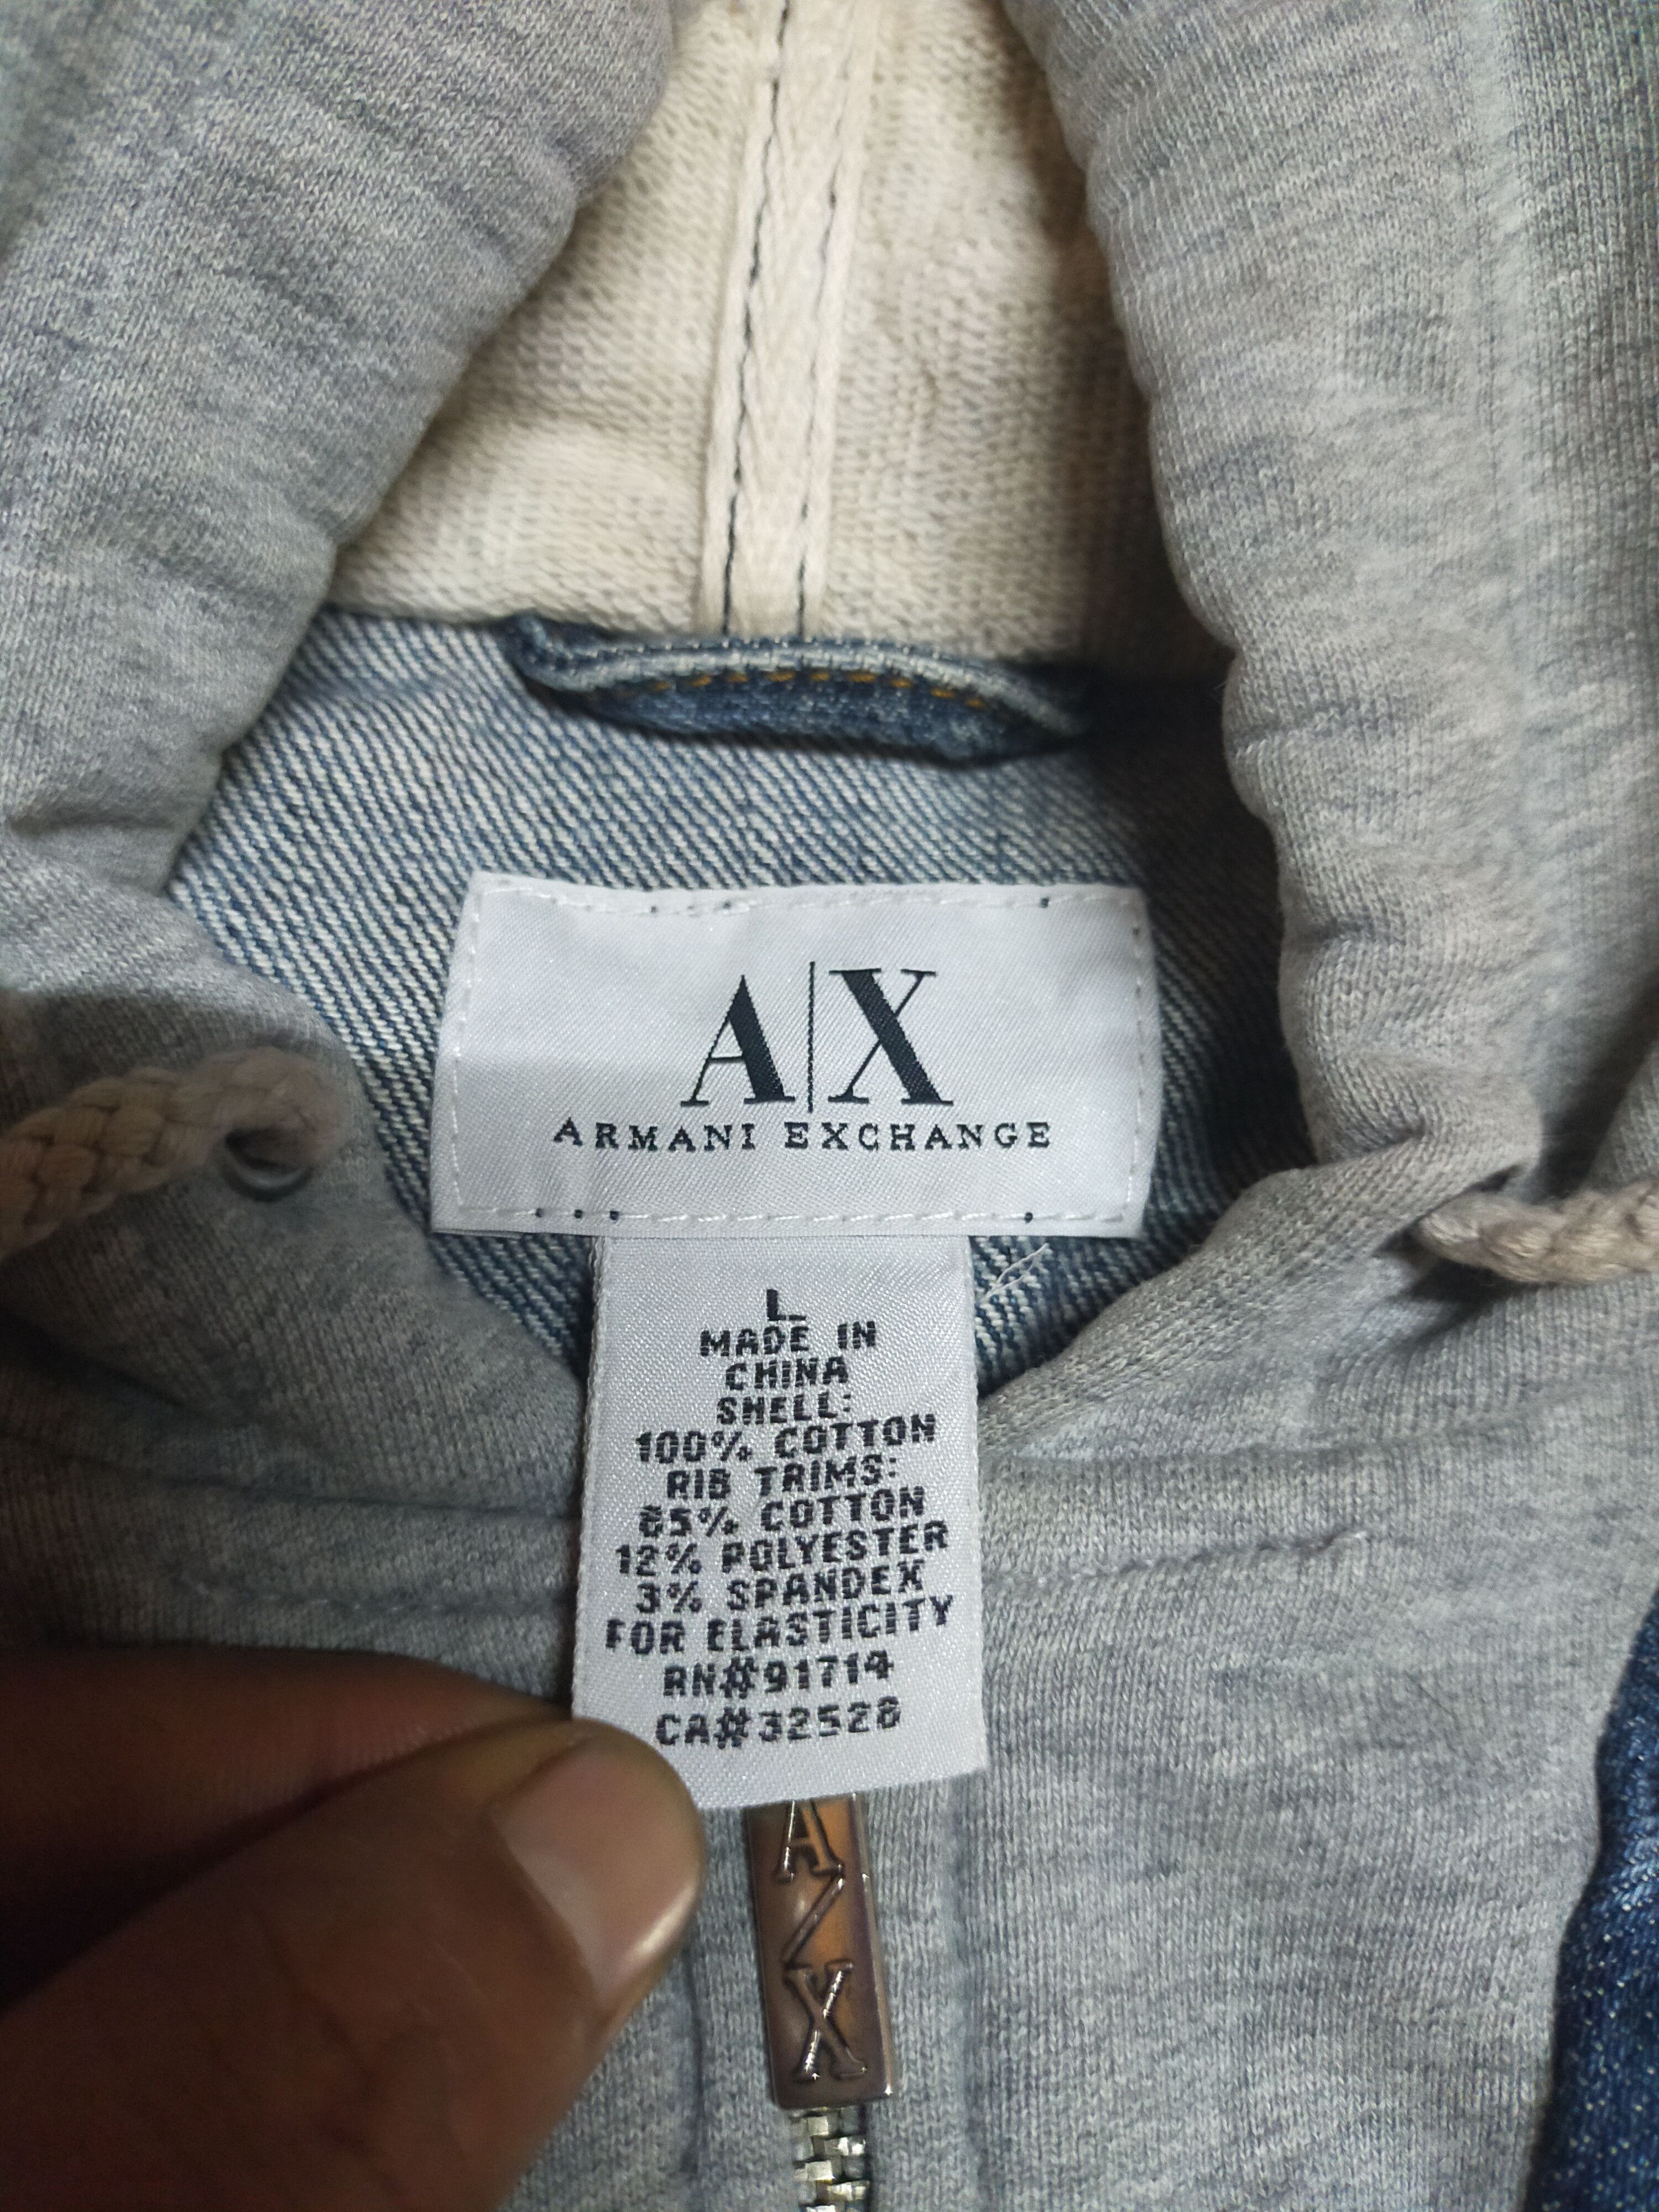 A|X
ARMANI EXCHANGE
L
MADE IN
CHINA
SHELL:
100% COTTON
RIB TRIMS:
85% COTTON
12% POLYESTER
3% SPANDEX
FOR ELASTICITY
RN#91714
CA#32528
A/X